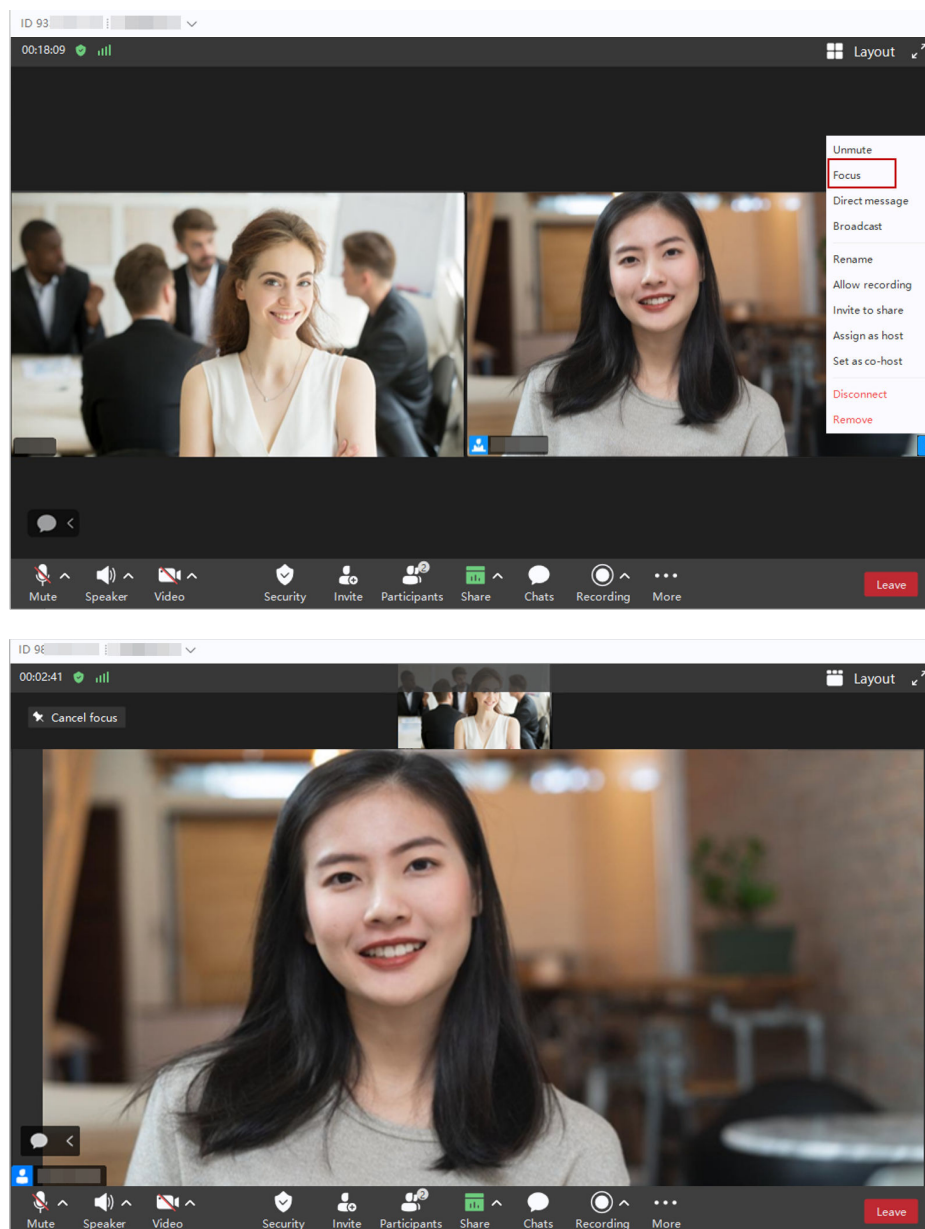 ID 93
00:18:09
Layout
Unmute
Focus
Direct message
Broadcast
Rename
Allow recording
Invite to share
Assign as host
Set as co-host
Disconnect
Remove
2
Mute Speaker Video Security Invite Participants Share Chats Recording More
Leave
ID 98
00:02:41
Layout
Cancel focus
2
Mute Speaker Video Security Invite Participants Share Chats Recording More
Leave